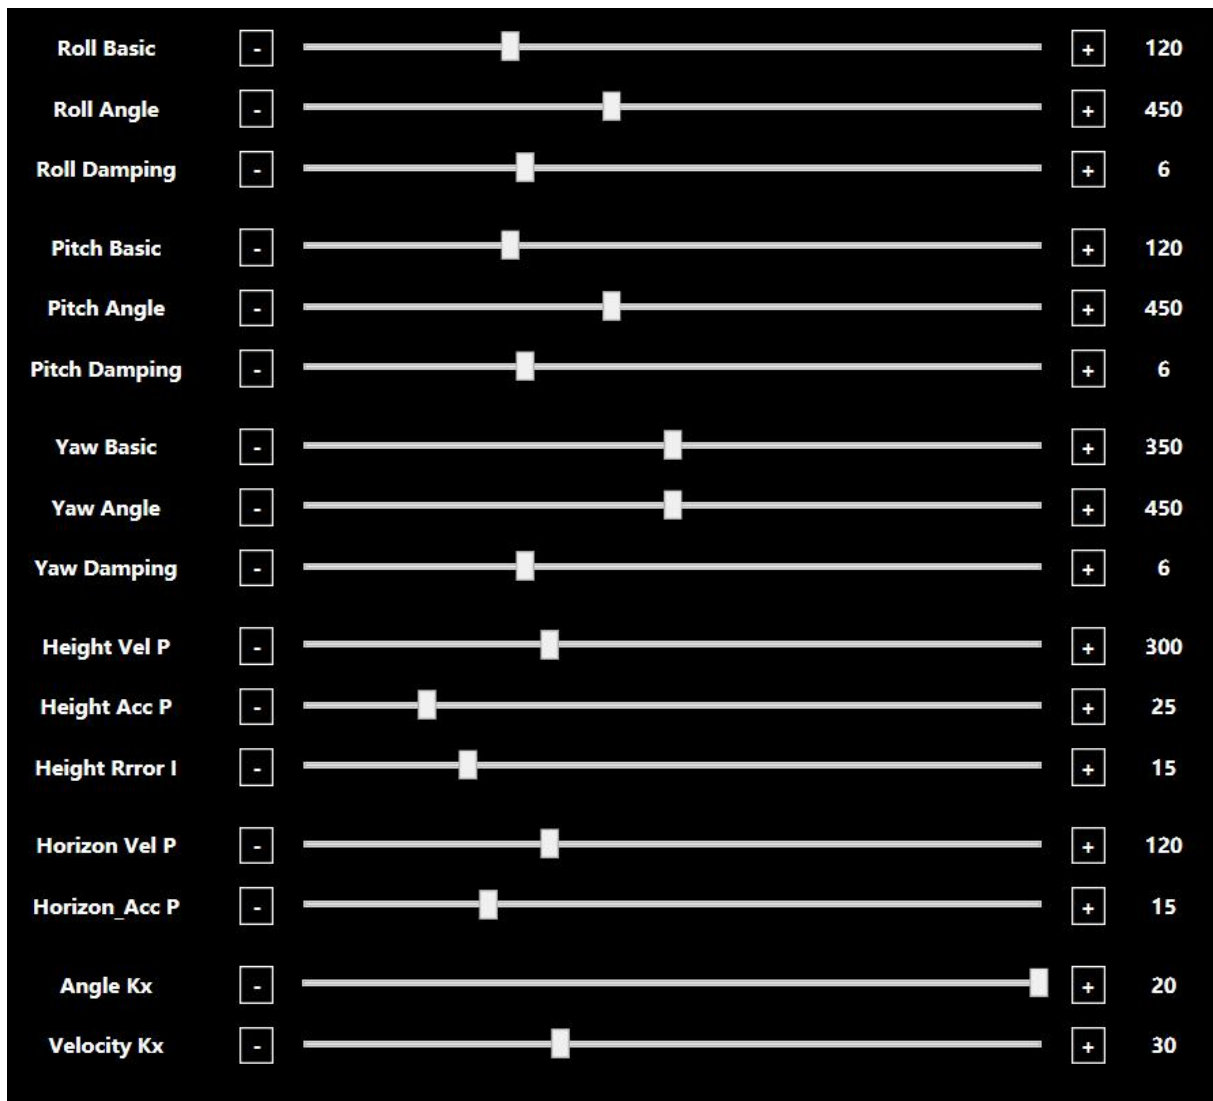 Roll Basic - + 120
Roll Angle - + 450
Roll Damping - + 6
Pitch Basic - + 120
Pitch Angle - + 450
Pitch Damping - + 6
Yaw Basic - + 350
Yaw Angle - + 450
Yaw Damping - + 6
Height Vel P - + 300
Height Acc P - + 25
Height Rrror I - + 15
Horizon Vel P - + 120
Horizon_Acc P - + 15
Angle Kx - + 20
Velocity Kx - + 30